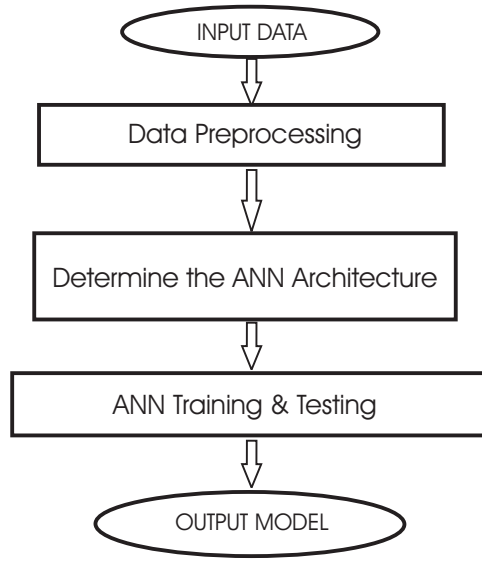 INPUT DATA
Data Preprocessing
Determine the ANN Architecture
ANN Training & Testing
OUTPUT MODEL